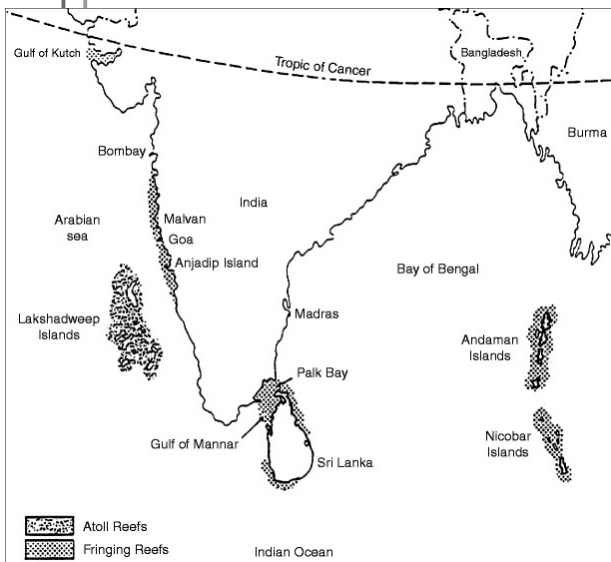 Gulf of Kutch
Tropic of Cancer
Bangladesh
Burma
Bombay
India
Malvan
Arabian
sea
Goa
Anjadip Island
Bay of Bengal
Lakshadweep
Islands
Madras
Andaman
Islands
Palk Bay
Gulf of Mannar
Nicobar
Islands
Sri Lanka
Atoll Reefs
Fringing Reefs
Indian Ocean